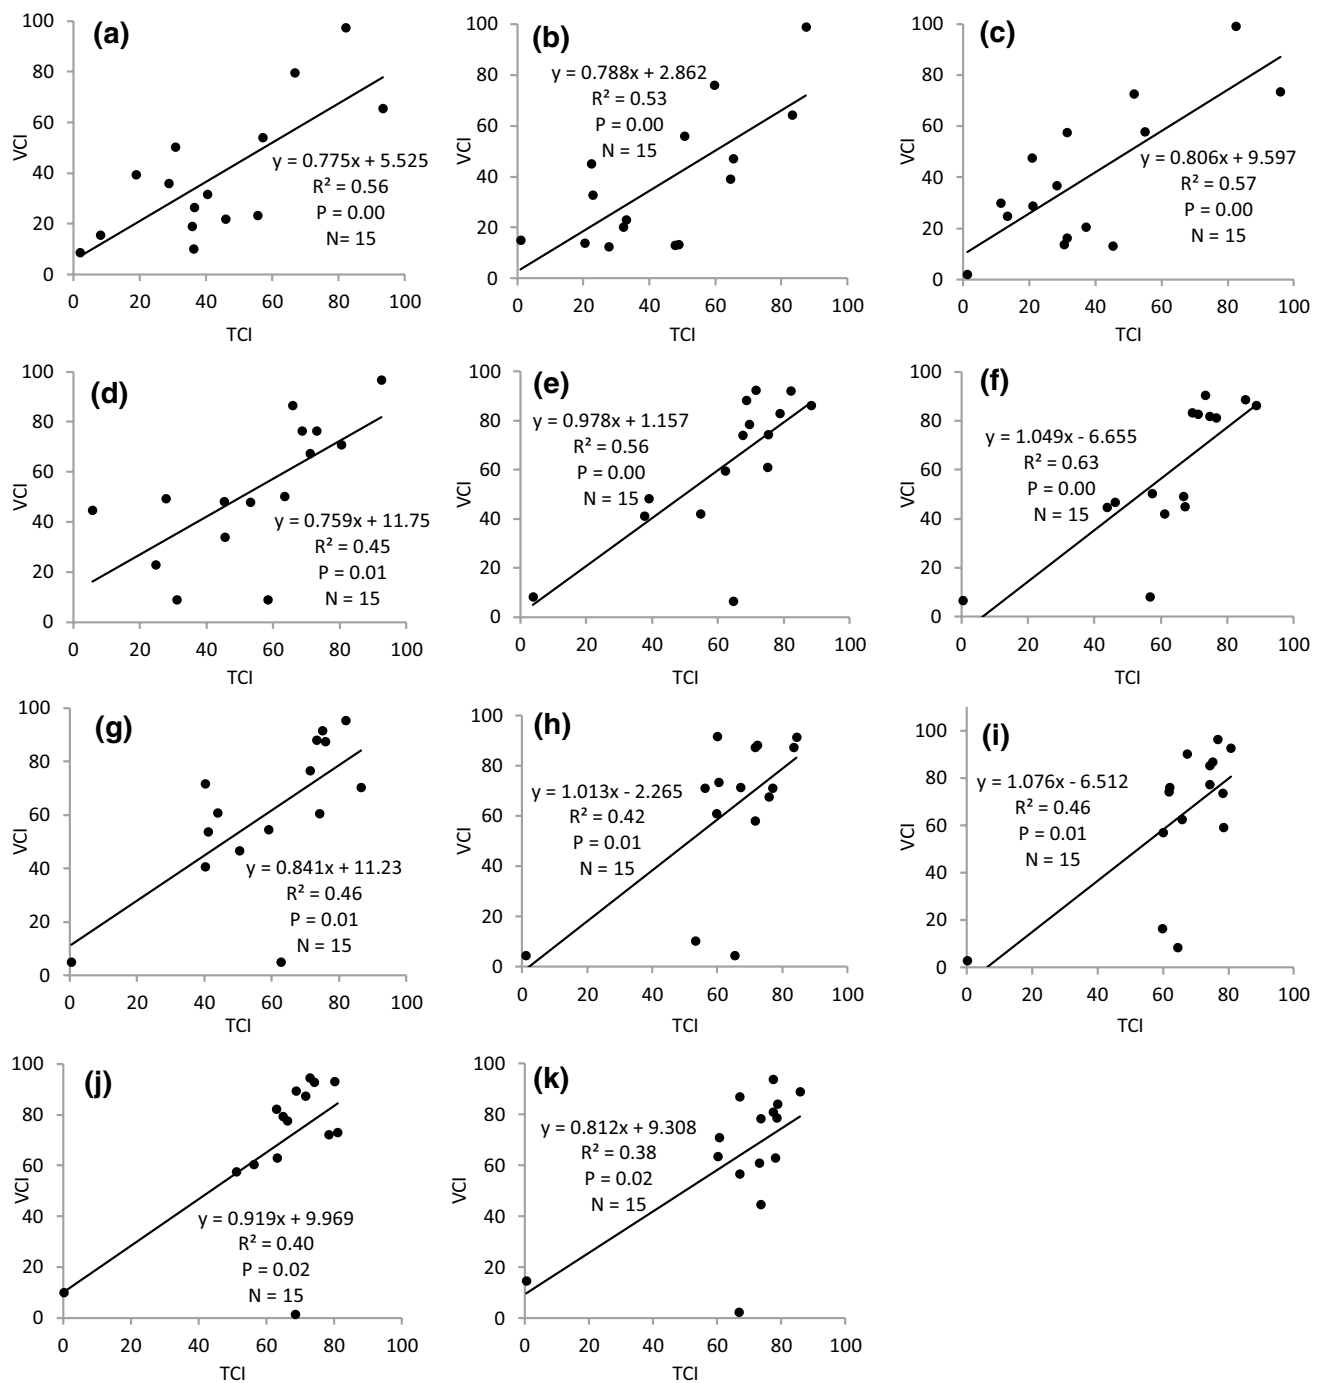 (a)
100
80
60
40
20
0
VCI
y = 0.775x + 5.525
R² = 0.56
P = 0.00
N= 15
0 20 40 60 80 100
TCI
(b)
100
80
60
40
20
0
VCI
y = 0.788x + 2.862
R² = 0.53
P = 0.00
N = 15
0 20 40 60 80 100
TCI
(c)
100
80
60
40
20
0
VCI
y = 0.806x + 9.597
R² = 0.57
P = 0.00
N = 15
0 20 40 60 80 100
TCI
(d)
100
80
60
40
20
0
VCI
y = 0.759x + 11.75
R² = 0.45
P = 0.01
N = 15
0 20 40 60 80 100
TCI
(e)
100
80
60
40
20
0
VCI
y = 0.978x + 1.157
R² = 0.56
P = 0.00
N = 15
0 20 40 60 80 100
TCI
(f)
100
80
60
40
20
0
VCI
y = 1.049x - 6.655
R² = 0.63
P = 0.00
N = 15
0 20 40 60 80 100
TCI
(g)
100
80
60
40
20
0
VCI
y = 0.841x + 11.23
R² = 0.46
P = 0.01
N = 15
0 20 40 60 80 100
TCI
(h)
100
80
60
40
20
0
VCI
y = 1.013x - 2.265
R² = 0.42
P = 0.01
N = 15
0 20 40 60 80 100
TCI
(i)
100
80
60
40
20
0
VCI
y = 1.076x - 6.512
R² = 0.46
P = 0.01
N = 15
0 20 40 60 80 100
TCI
(j)
100
80
60
40
20
0
VCI
y = 0.919x + 9.969
R² = 0.40
P = 0.02
N = 15
0 20 40 60 80 100
TCI
(k)
100
80
60
40
20
0
VCI
y = 0.812x + 9.308
R² = 0.38
P = 0.02
N = 15
0 20 40 60 80 100
TCI